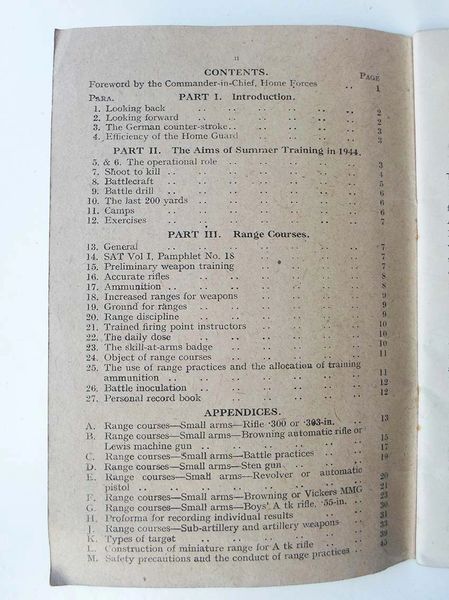 II
CONTENTS.
PAGE
Foreword by the Commander-in-Chief, Home Forces .. 1
PARA. PART I. Introduction.
1. Looking back .. .. .. .. .. 2
2. Looking forward .. .. .. .. .. 2
3. The German counter-stroke.. .. .. .. 3
4. Efficiency of the Home Guard .. .. .. 3
PART II. The Aims of Summer Training in 1944.
5. & 6. The operational role .. .. .. .. 3
7. Shoot to kill .. .. .. .. .. 4
8. Battlecraft .. .. .. .. .. 5
9. Battle drill .. .. .. .. .. 6
10. The last 200 yards .. .. .. .. 6
11. Camps .. .. .. .. .. 6
12. Exercises .. .. .. .. .. 7
PART III. Range Courses.
13. General .. .. .. .. .. 7
14. SAT Vol I, Pamphlet No. 18 .. .. .. 7
15. Preliminary weapon training .. .. .. 7
16. Accurate rifles .. .. .. .. 8
17. Ammunition .. .. .. .. .. 8
18. Increased ranges for weapons .. .. .. 9
19. Ground for ranges .. .. .. .. 9
20. Range discipline .. .. .. .. 9
21. Trained firing point instructors .. .. .. 10
22. The daily dose .. .. .. .. 10
23. The skill-at-arms badge .. .. .. .. 10
24. Object of range courses .. .. .. .. 11
25. The use of range practices and the allocation of training
ammunition .. .. .. .. .. 11
26. Battle inoculation .. .. .. .. 12
27. Personal record book .. .. .. .. 12
APPENDICES.
A. Range courses—Small arms—Rifle ·300 or ·303-in. .. 13
B. Range courses—Small arms—Browning automatic rifle or
Lewis machine gun .. .. .. .. 15
C. Range courses—Small arms—Battle practices .. 17
D. Range courses—Small arms—Sten gun .. .. 19
E. Range courses—Small arms—Revolver or automatic
pistol .. .. .. .. .. 20
F. Range courses—Small arms—Browning or Vickers MMG 21
G. Range courses—Small arms—Boys' A tk rifle, ·55-in. .. 23
H. Proforma for recording individual results .. .. 30
J. Range courses—Sub-artillery and artillery weapons .. 31
K. Types of target .. .. .. .. 33
L. Construction of miniature range for A tk rifle .. .. 39
M. Safety precautions and the conduct of range practices .. 45